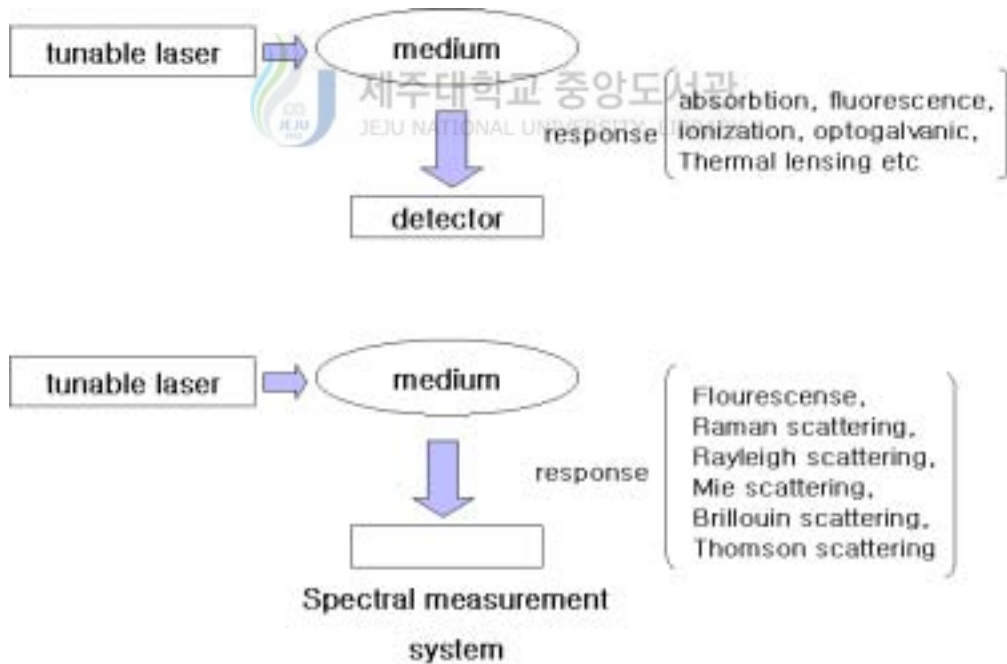 tunable laser
medium
제주대학교 중앙도서관
JEJU NATIONAL UNIVERSITY LIBRARY
JEJU
response
absorbtion, fluorescence,
ionization, optogalvanic,
Thermal lensing etc
detector
tunable laser
medium
response
Flourescense,
Raman scattering,
Rayleigh scattering,
Mie scattering,
Brillouin scattering,
Thomson scattering
Spectral measurement
system